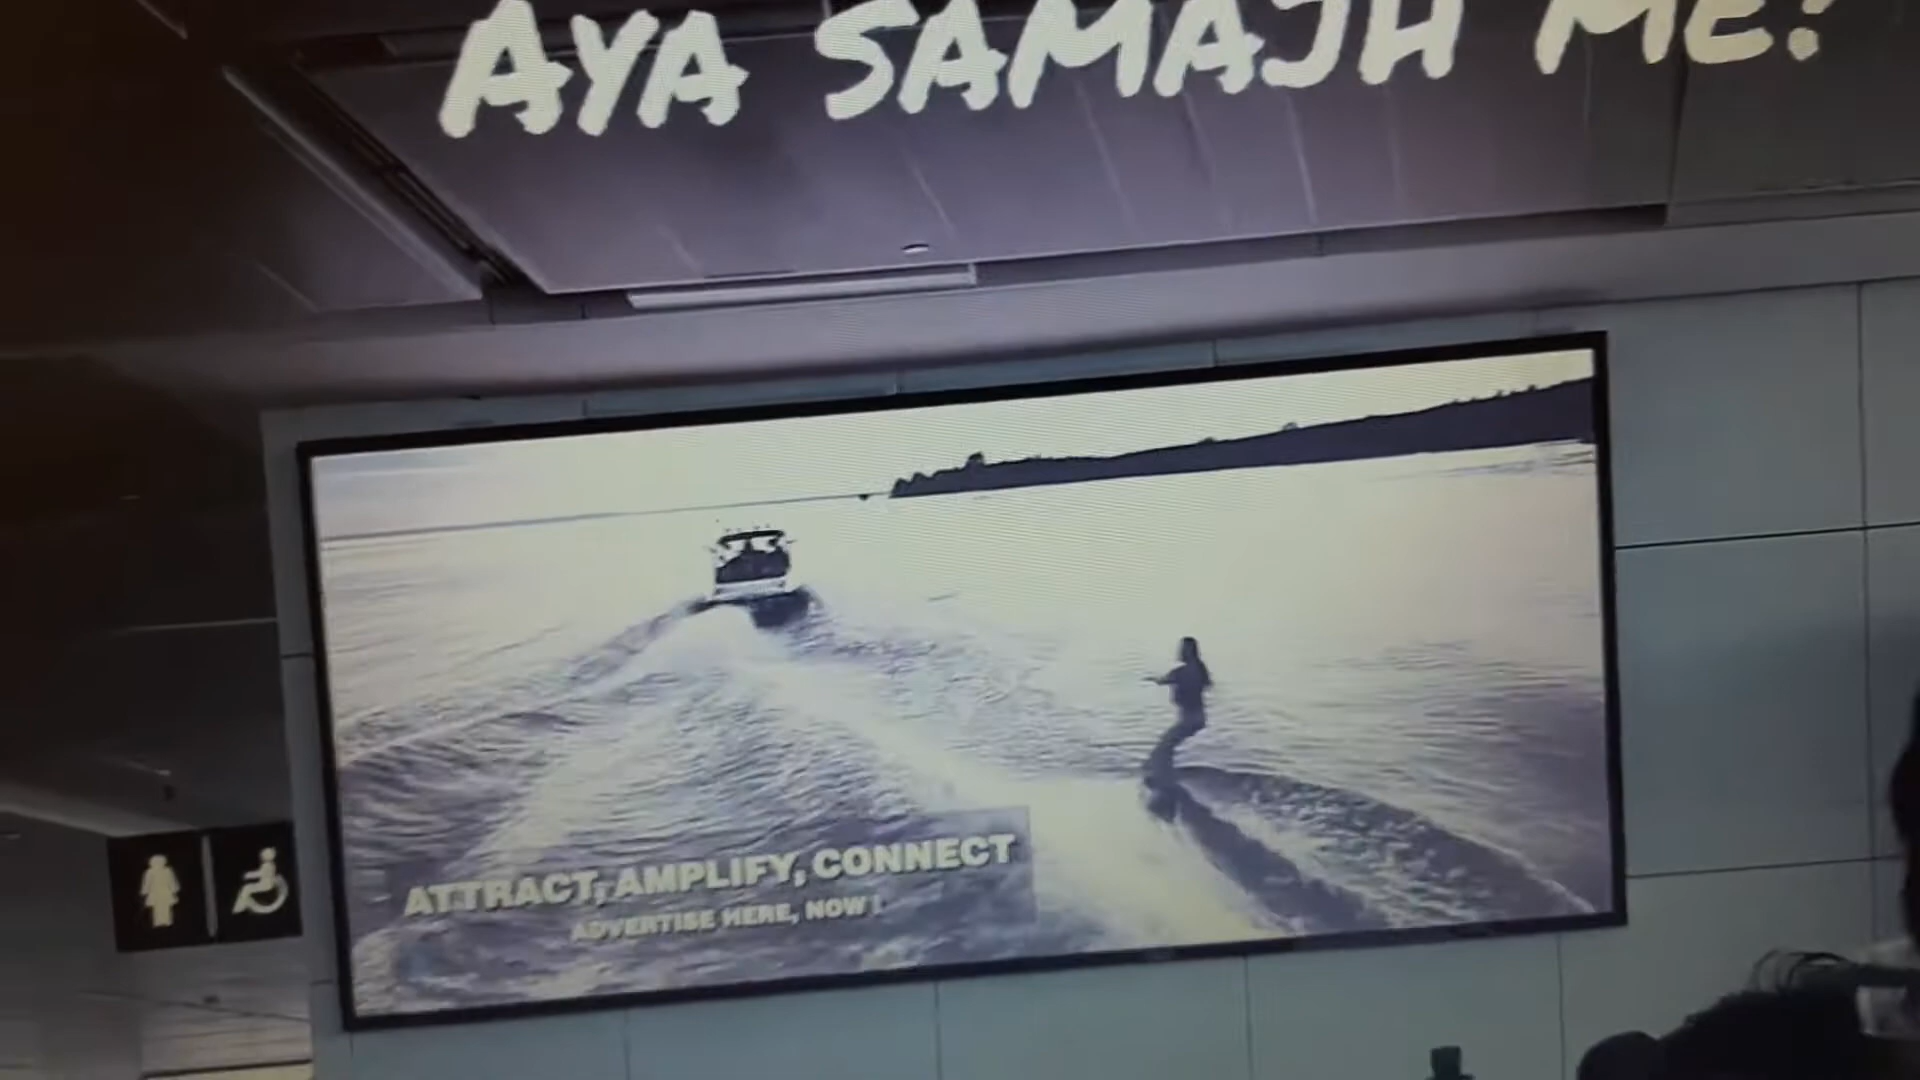 AYA SAMAJH ME?
ATTRACT, AMPLIFY, CONNECT
ADVERTISE HERE, NOW !